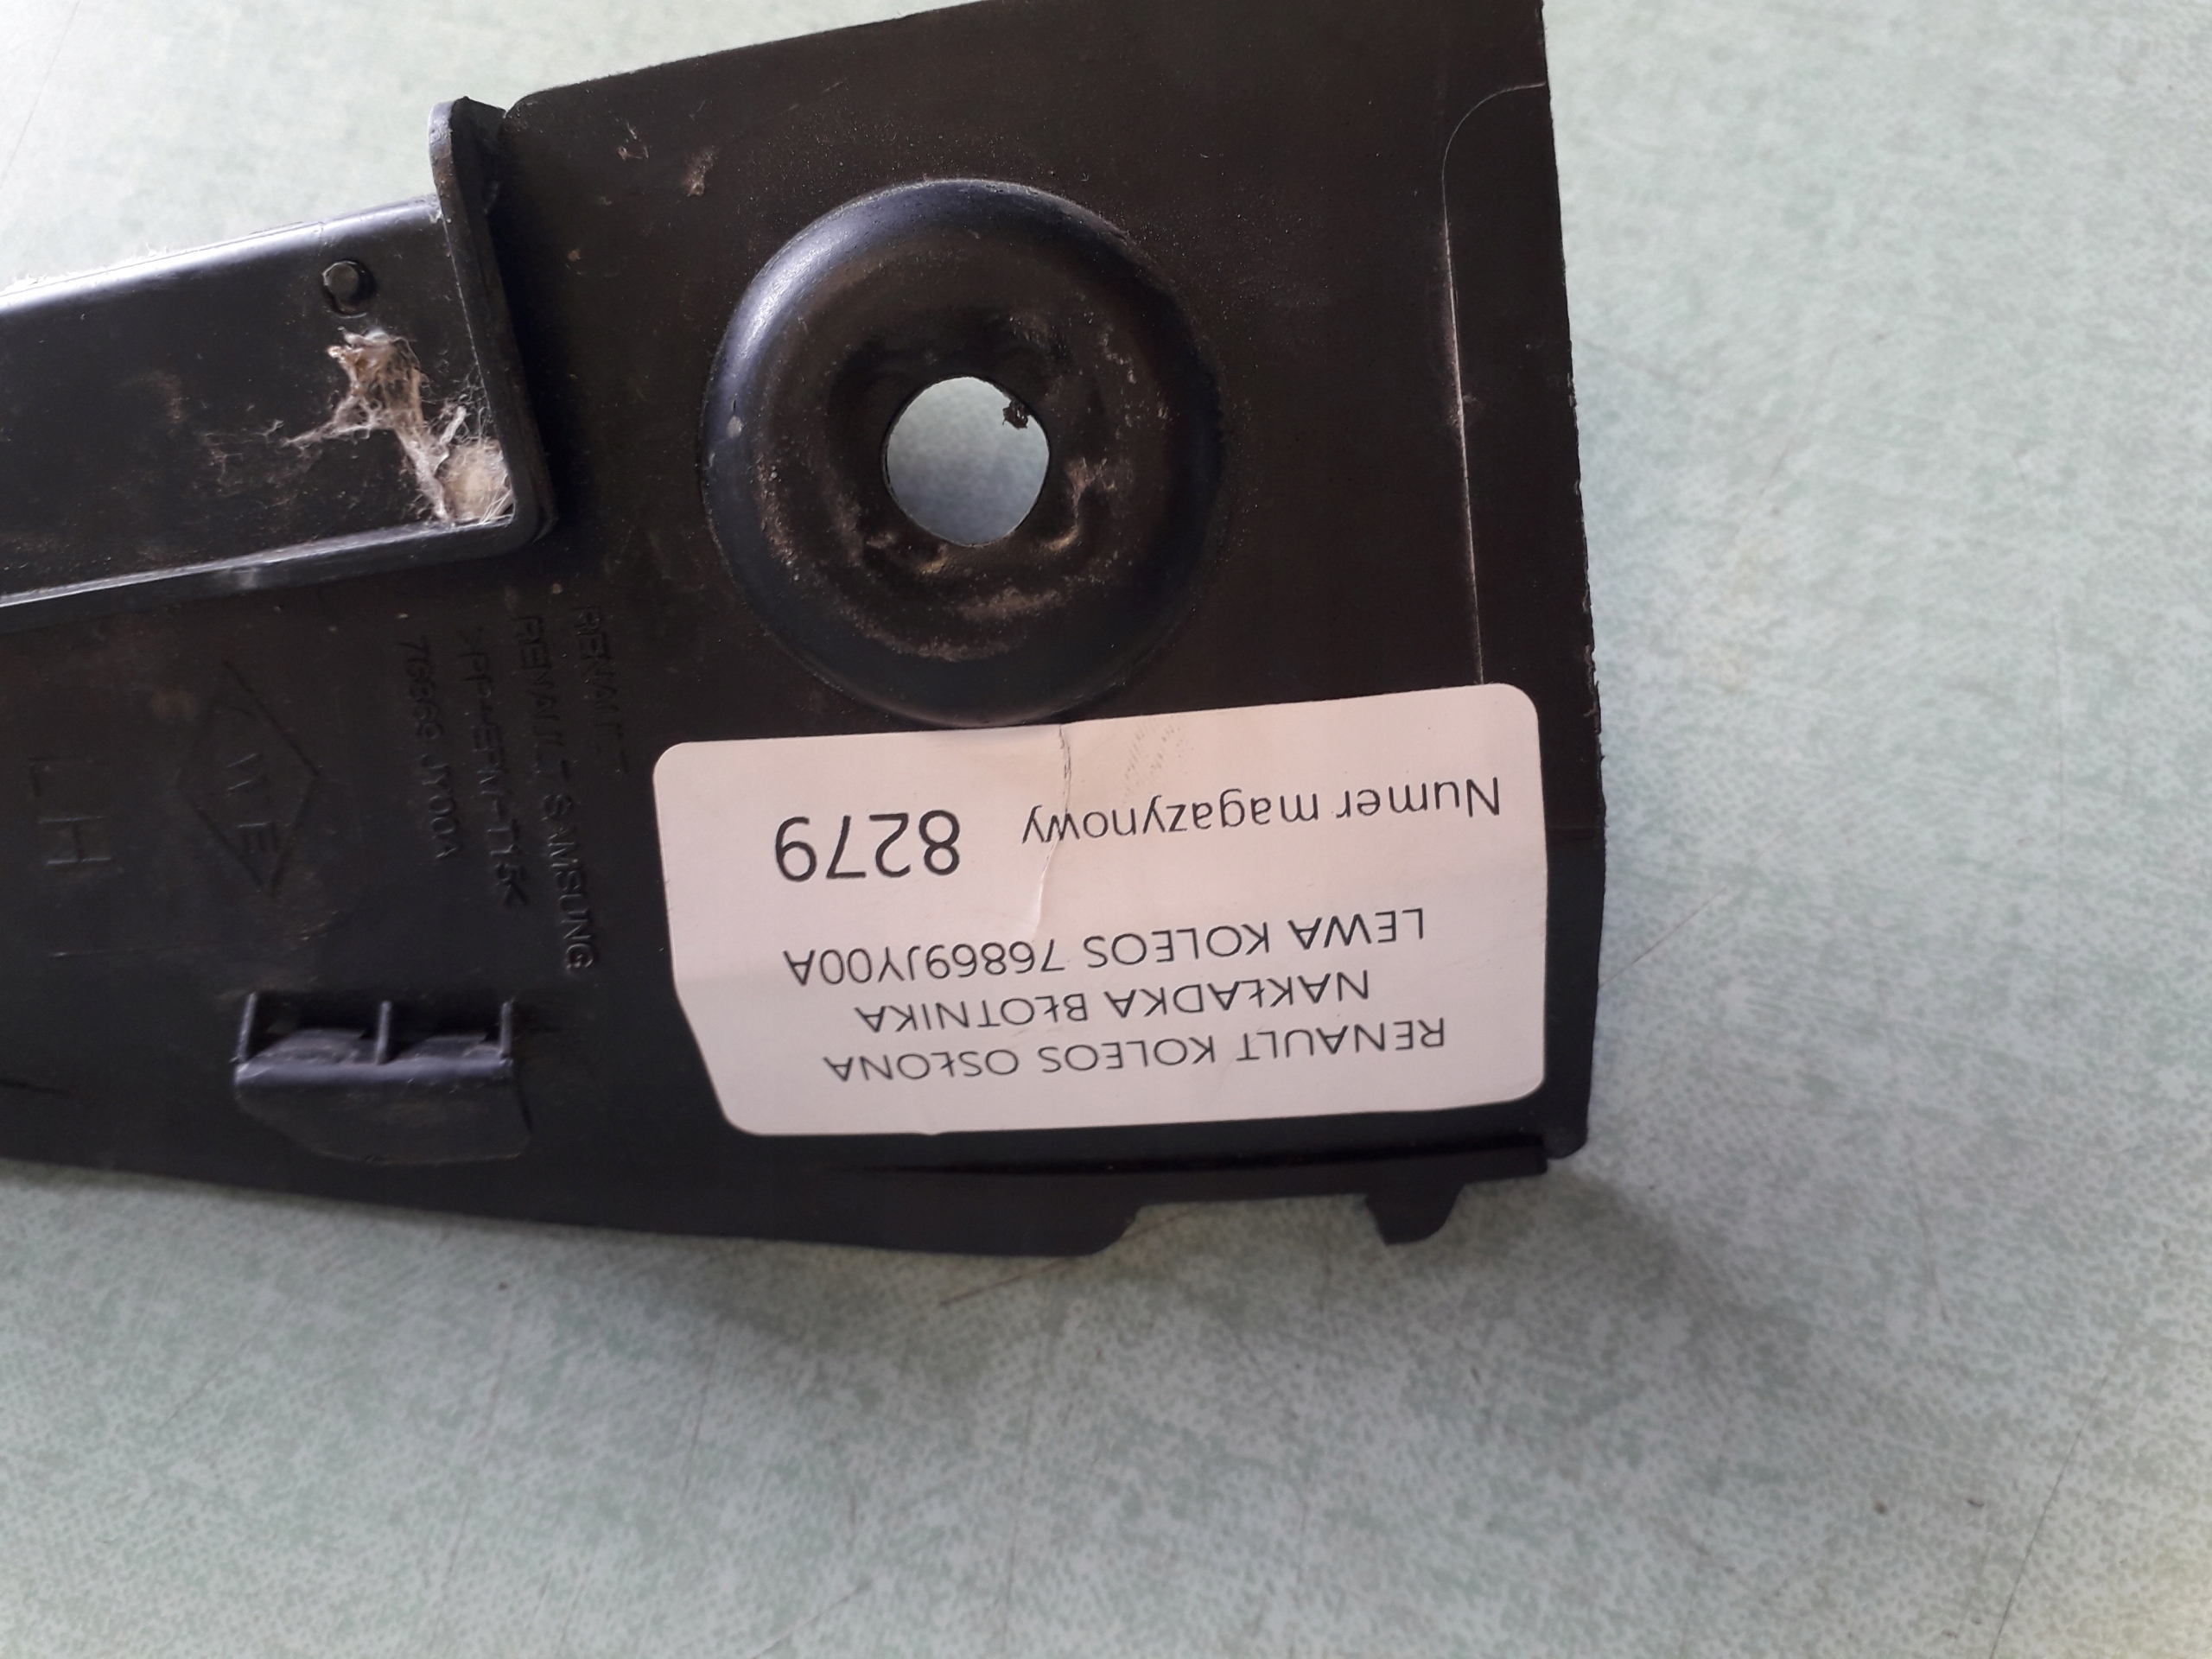 RENAULT KOLEOS OSŁONA
NAKŁADKA BŁOTNIKA
LEWA KOLEOS 76869JY00A
Numer magazynowy 8279
RENAULT
RENAULT SAMSUNG
76869 JY00A
LH